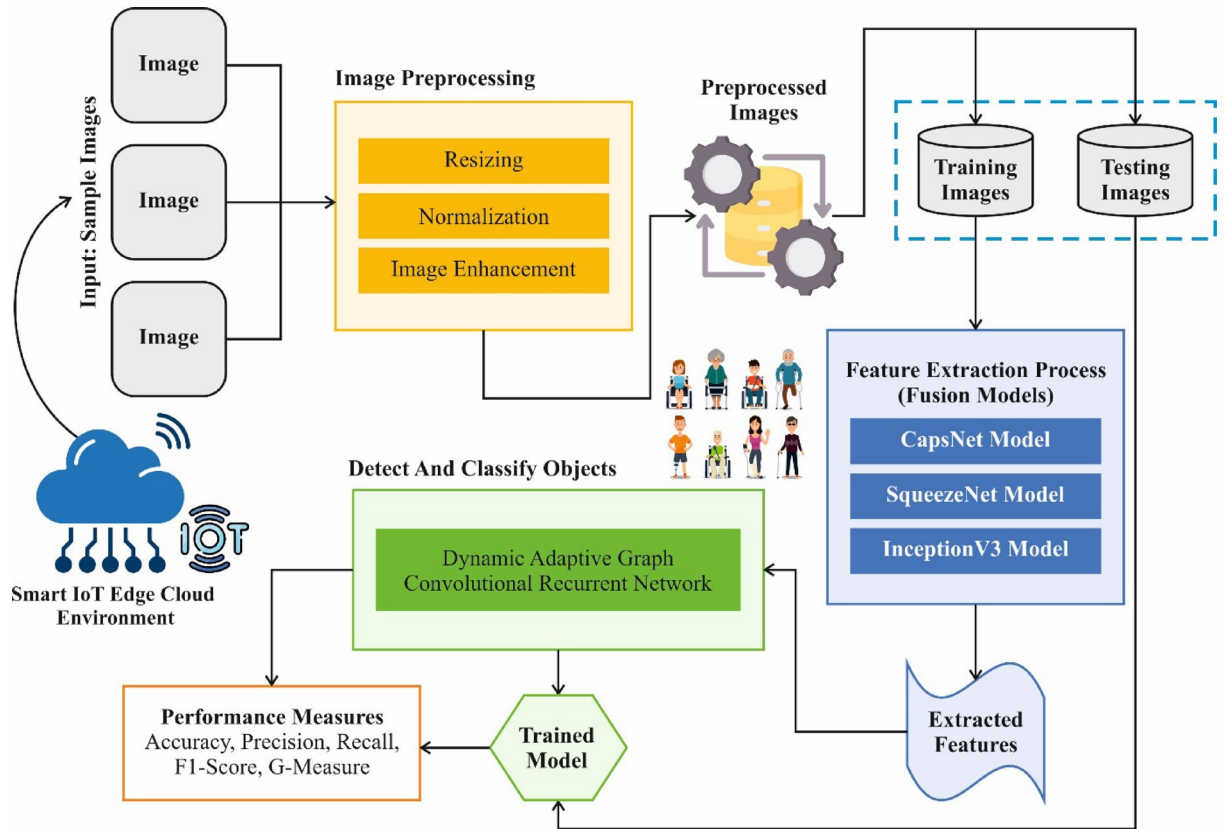 Image
Image
Image
Input: Sample Images
Smart IoT Edge Cloud
Environment
IOT
Image Preprocessing
Resizing
Normalization
Image Enhancement
Preprocessed
Images
Training
Images
Testing
Images
Feature Extraction Process
(Fusion Models)
CapsNet Model
SqueezeNet Model
InceptionV3 Model
Extracted
Features
Detect And Classify Objects
Dynamic Adaptive Graph
Convolutional Recurrent Network
Trained
Model
Performance Measures
Accuracy, Precision, Recall,
F1-Score, G-Measure